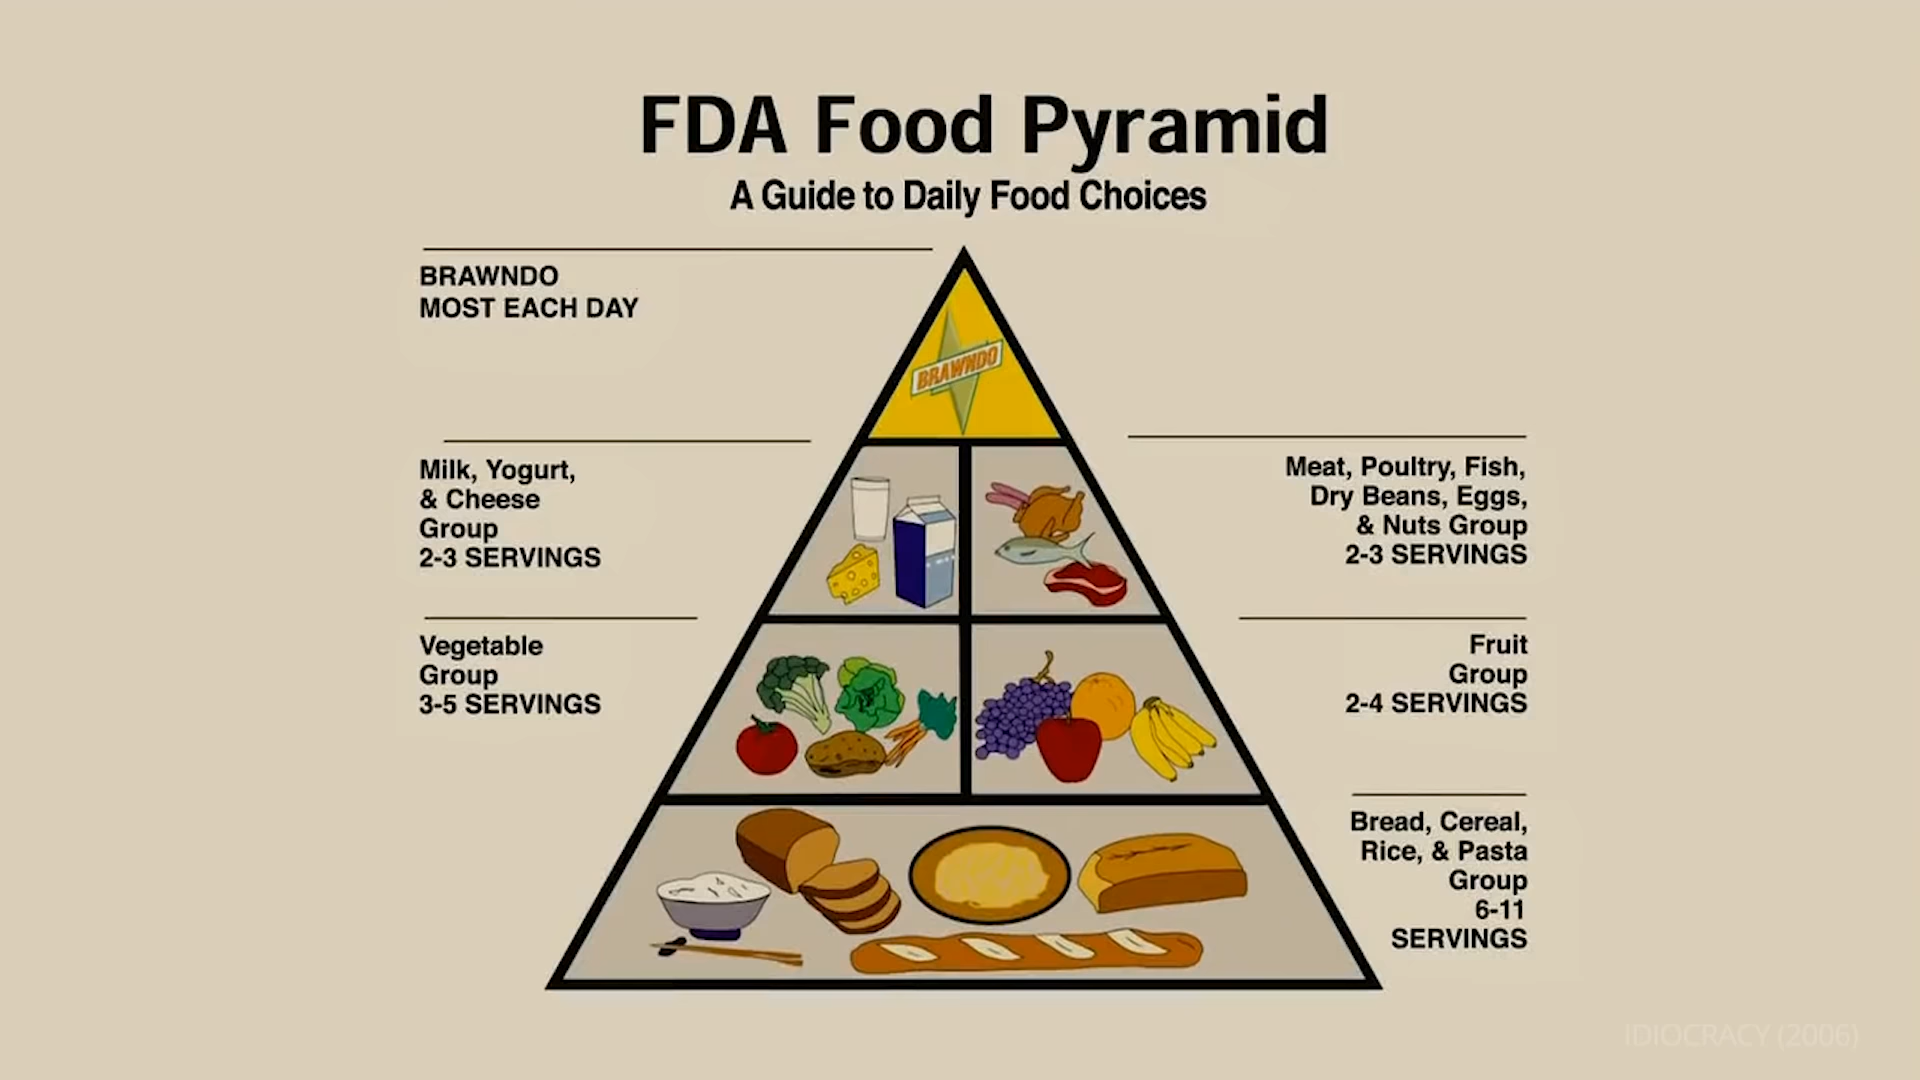 FDA Food Pyramid
A Guide to Daily Food Choices
BRAWNDO
MOST EACH DAY
BRAWNDO
Milk, Yogurt,
& Cheese
Group
2-3 SERVINGS
Meat, Poultry, Fish,
Dry Beans, Eggs,
& Nuts Group
2-3 SERVINGS
Vegetable
Group
3-5 SERVINGS
Fruit
Group
2-4 SERVINGS
Bread, Cereal,
Rice, & Pasta
Group
6-11
SERVINGS
IDIOCRACY (2006)